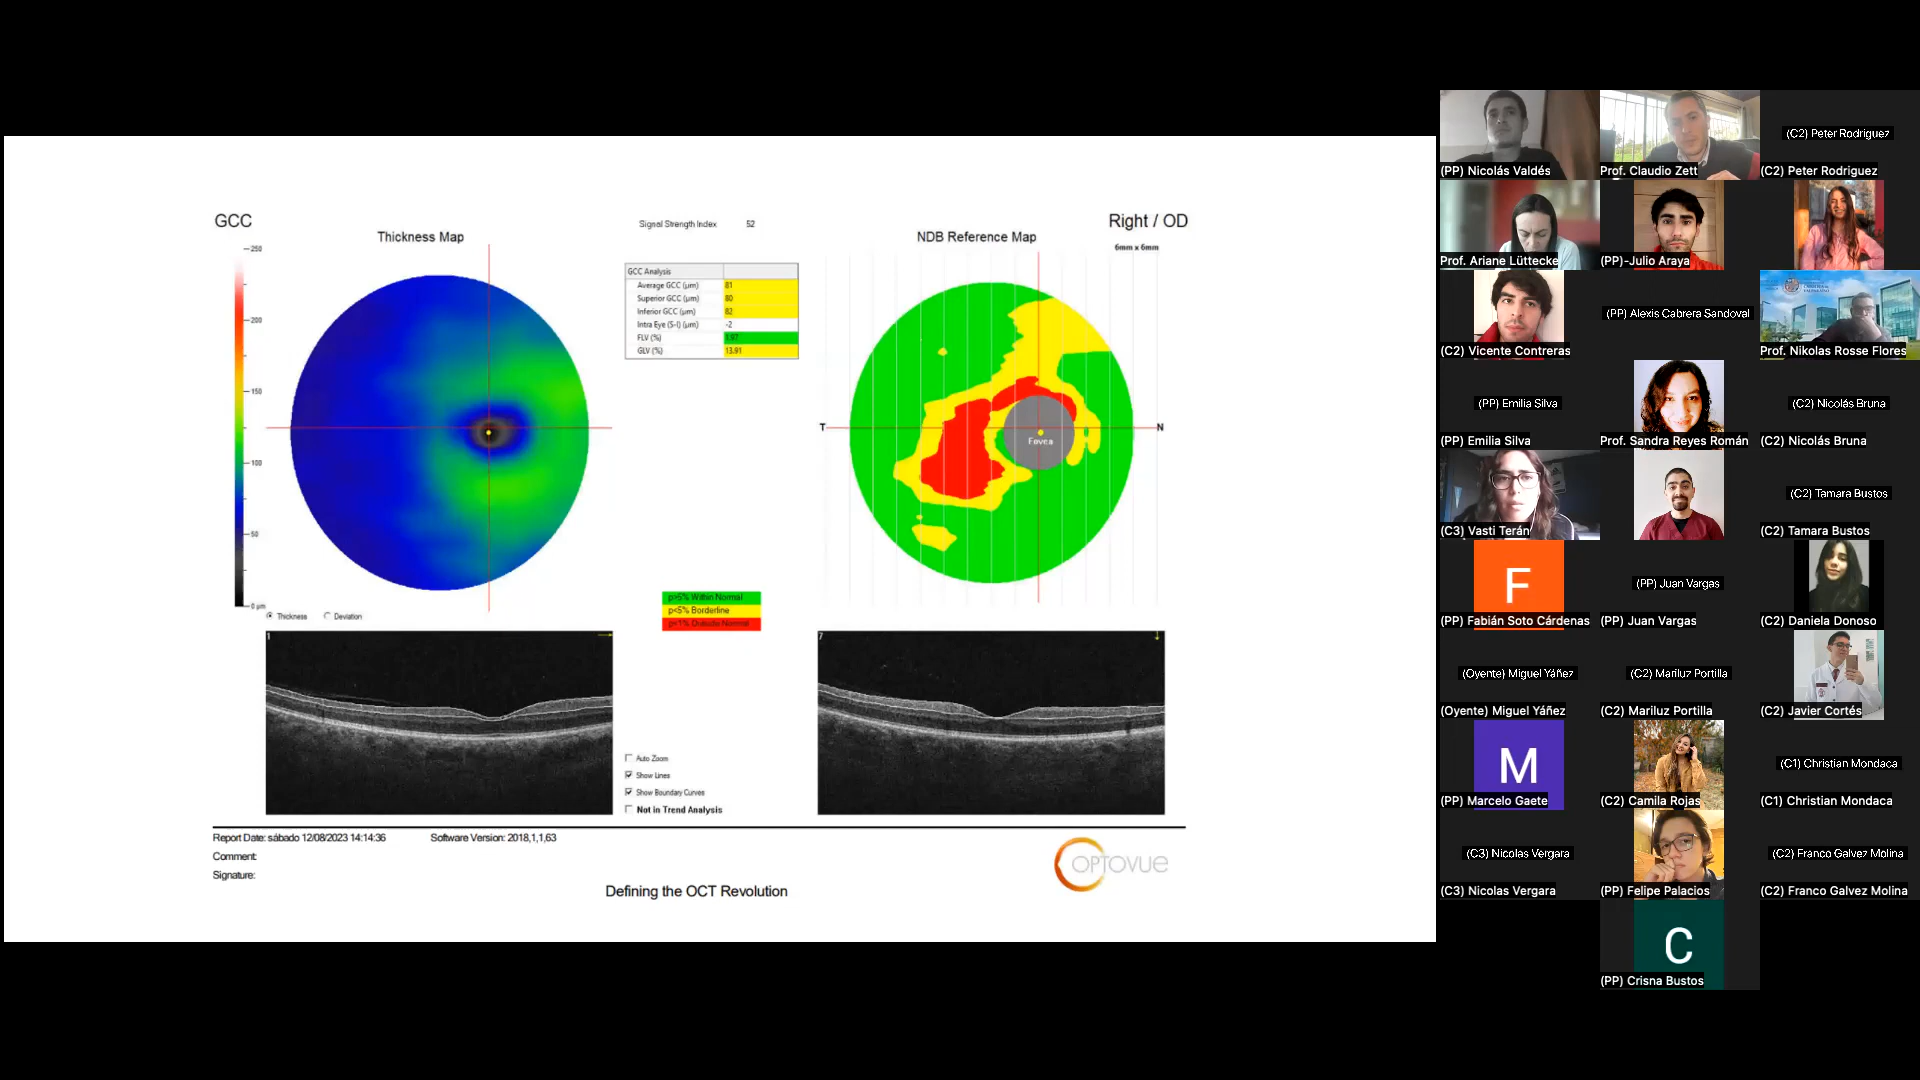 GCC
Signal Strength Index 52
Right / OD
Thickness Map
NDB Reference Map
6mm x 6mm
250
200
150
100
50
0 µm
GCC Analysis
Average GCC (µm) 81
Superior GCC (µm) 80
Inferior GCC (µm) 82
Intra Eye (S-I) (µm) -2
FLV (%)
GLV (%) 13.91
T
N
Fovea
p>5% Within Normal
p<5% Borderline
p<1% Outside Normal
Thickness
Deviation
1
7
Auto Zoom
Show Lines
Show Boundary Curves
Not in Trend Analysis
Report Date: sábado 12/08/2023 14:14:36
Software Version: 2018,1,1,63
Comment:
Signature:
OPTOVUE
Defining the OCT Revolution
(PP) Nicolás Valdés
Prof. Claudio Zett
(C2) Peter Rodriguez
(C2) Peter Rodriguez
Prof. Ariane Lüttecke
(PP)-Julio Araya
(C2) Vicente Contreras
(PP) Alexis Cabrera Sandoval
Prof. Nikolas Rosse Flores
(PP) Emilia Silva
(PP) Emilia Silva
Prof. Sandra Reyes Román
(C2) Nicolás Bruna
(C2) Nicolás Bruna
(C3) Vasti Terán
(C2) Tamara Bustos
(C2) Tamara Bustos
F
(PP) Fabián Soto Cárdenas
(PP) Juan Vargas
(PP) Juan Vargas
(C2) Daniela Donoso
(Oyente) Miguel Yáñez
(Oyente) Miguel Yáñez
(C2) Mariluz Portilla
(C2) Mariluz Portilla
(C2) Javier Cortés
M
(PP) Marcelo Gaete
(C2) Camila Rojas
(C1) Christian Mondaca
(C1) Christian Mondaca
(C3) Nicolas Vergara
(C3) Nicolas Vergara
(PP) Felipe Palacios
(C2) Franco Galvez Molina
(C2) Franco Galvez Molina
C
(PP) Crisna Bustos